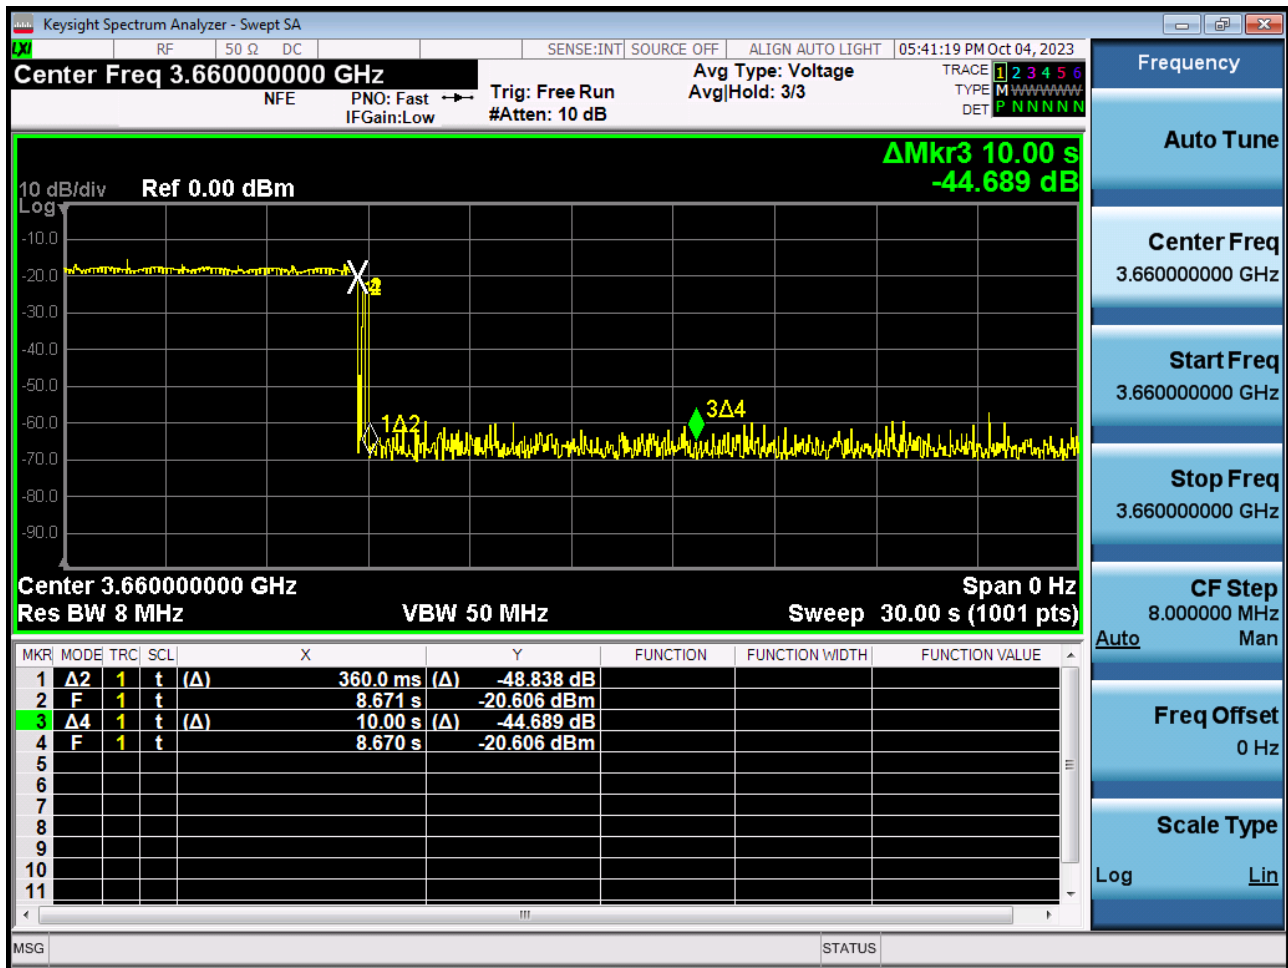 Keysight Spectrum Analyzer - Swept SA
LXI RF 50 Ω DC SENSE:INT SOURCE OFF ALIGN AUTO LIGHT 05:41:19 PM Oct 04, 2023
Center Freq 3.660000000 GHz
NFE PNO: Fast IFGain:Low
Trig: Free Run
#Atten: 10 dB
Avg Type: Voltage
Avg|Hold: 3/3
TRACE 1 2 3 4 5 6
TYPE M WWWWW
DET P N N N N N
ΔMkr3 10.00 s
-44.689 dB
10 dB/div Ref 0.00 dBm
Log
-10.0
-20.0
-30.0
-40.0
-50.0
-60.0
-70.0
-80.0
-90.0
1Δ2
3Δ4
Center 3.660000000 GHz Span 0 Hz
Res BW 8 MHz VBW 50 MHz Sweep 30.00 s (1001 pts)
MKR MODE TRC SCL X Y FUNCTION FUNCTION WIDTH FUNCTION VALUE
1 Δ2 1 t (Δ) 360.0 ms (Δ) -48.838 dB
2 F 1 t 8.671 s -20.606 dBm
3 Δ4 1 t (Δ) 10.00 s (Δ) -44.689 dB
4 F 1 t 8.670 s -20.606 dBm
5
6
7
8
9
10
11
MSG STATUS
Frequency
Auto Tune
Center Freq
3.660000000 GHz
Start Freq
3.660000000 GHz
Stop Freq
3.660000000 GHz
CF Step
8.000000 MHz
Auto Man
Freq Offset
0 Hz
Scale Type
Log Lin